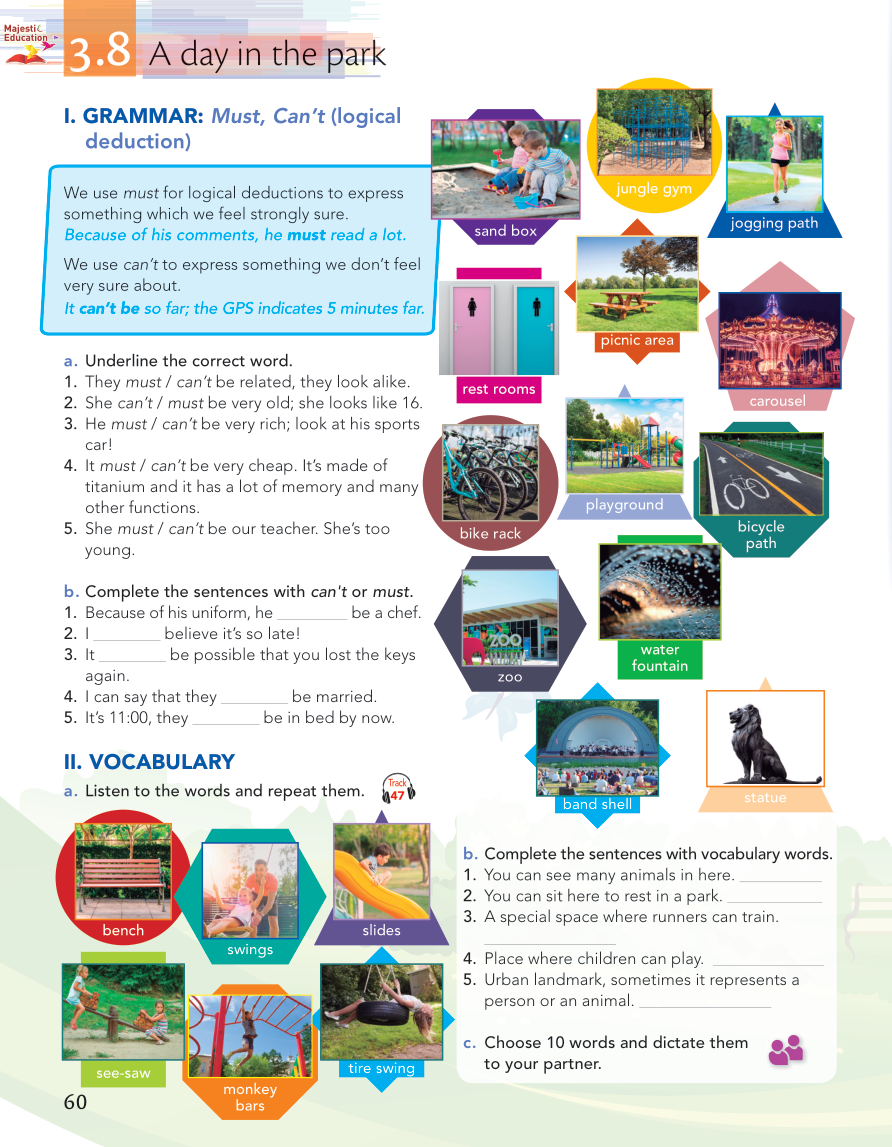 Majestic
Education
3.8 A day in the park
I. GRAMMAR: Must, Can't (logical
deduction)
We use must for logical deductions to express
something which we feel strongly sure.
Because of his comments, he must read a lot.
We use can't to express something we don't feel
very sure about.
It can't be so far; the GPS indicates 5 minutes far.
a. Underline the correct word.
1. They must / can't be related, they look alike.
2. She can't / must be very old; she looks like 16.
3. He must / can't be very rich; look at his sports
car!
4. It must / can't be very cheap. It's made of
titanium and it has a lot of memory and many
other functions.
5. She must / can't be our teacher. She's too
young.
b. Complete the sentences with can't or must.
1. Because of his uniform, he __________ be a chef.
2. I __________ believe it's so late!
3. It __________ be possible that you lost the keys
again.
4. I can say that they __________ be married.
5. It's 11:00, they __________ be in bed by now.
sand box
jungle gym
jogging path
rest rooms
picnic area
carousel
bike rack
playground
bicycle
path
ZOO
zoo
water
fountain
band shell
statue
II. VOCABULARY
a. Listen to the words and repeat them.
Track
47
bench
swings
slides
see-saw
monkey
bars
tire swing
b. Complete the sentences with vocabulary words.
1. You can see many animals in here. __________
2. You can sit here to rest in a park. __________
3. A special space where runners can train.
__________
4. Place where children can play. __________
5. Urban landmark, sometimes it represents a
person or an animal. __________
c. Choose 10 words and dictate them
to your partner.
60